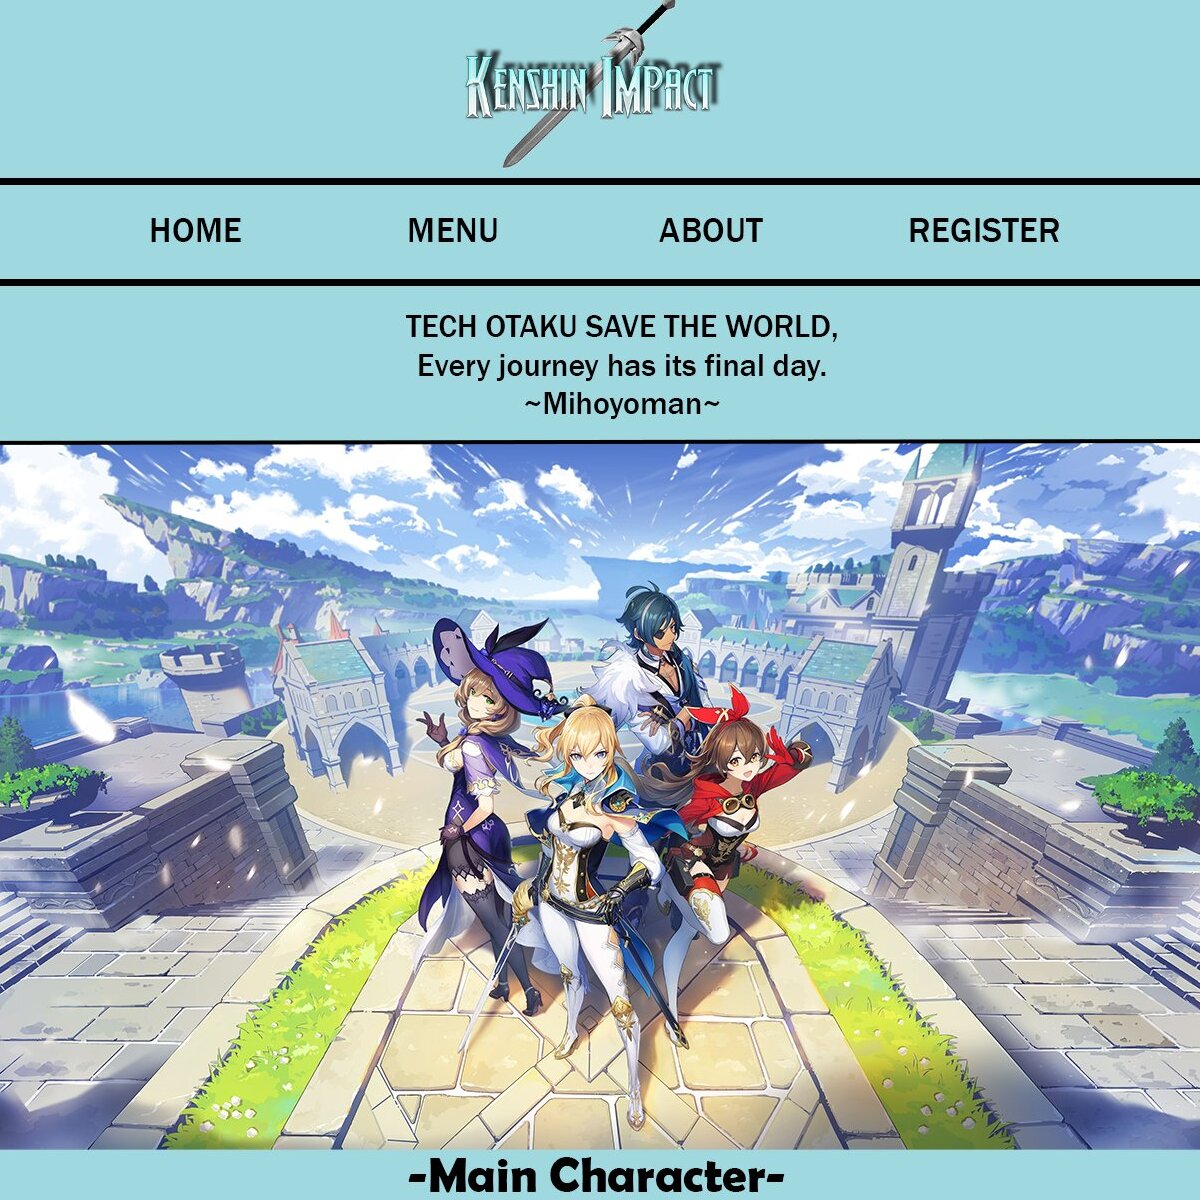 Kenshin Impact
HOME MENU ABOUT REGISTER
TECH OTAKU SAVE THE WORLD,
Every journey has its final day.
~Mihoyoman~
-Main Character-